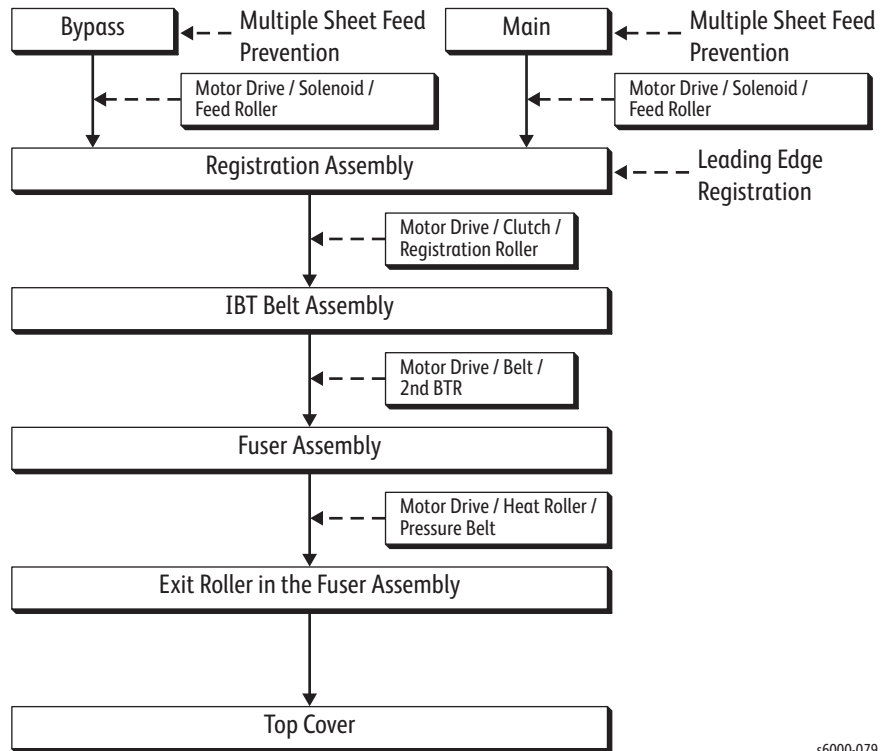 Bypass
Multiple Sheet Feed
Prevention
Main
Multiple Sheet Feed
Prevention
Motor Drive / Solenoid /
Feed Roller
Motor Drive / Solenoid /
Feed Roller
Registration Assembly
Leading Edge
Registration
Motor Drive / Clutch /
Registration Roller
IBT Belt Assembly
Motor Drive / Belt /
2nd BTR
Fuser Assembly
Motor Drive / Heat Roller /
Pressure Belt
Exit Roller in the Fuser Assembly
Top Cover
s6000-079